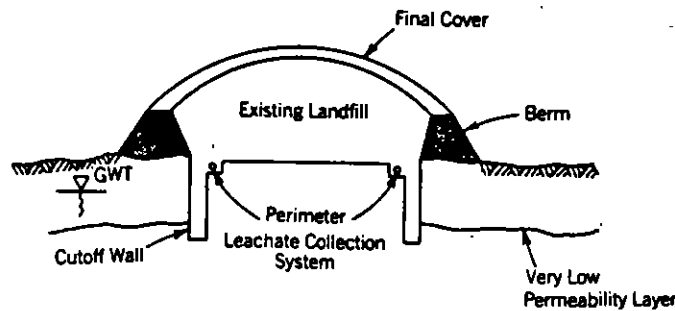 Final Cover
Existing Landfill
Berm
GWT
Perimeter
Leachate Collection
System
Cutoff Wall
Very Low
Permeability Layer